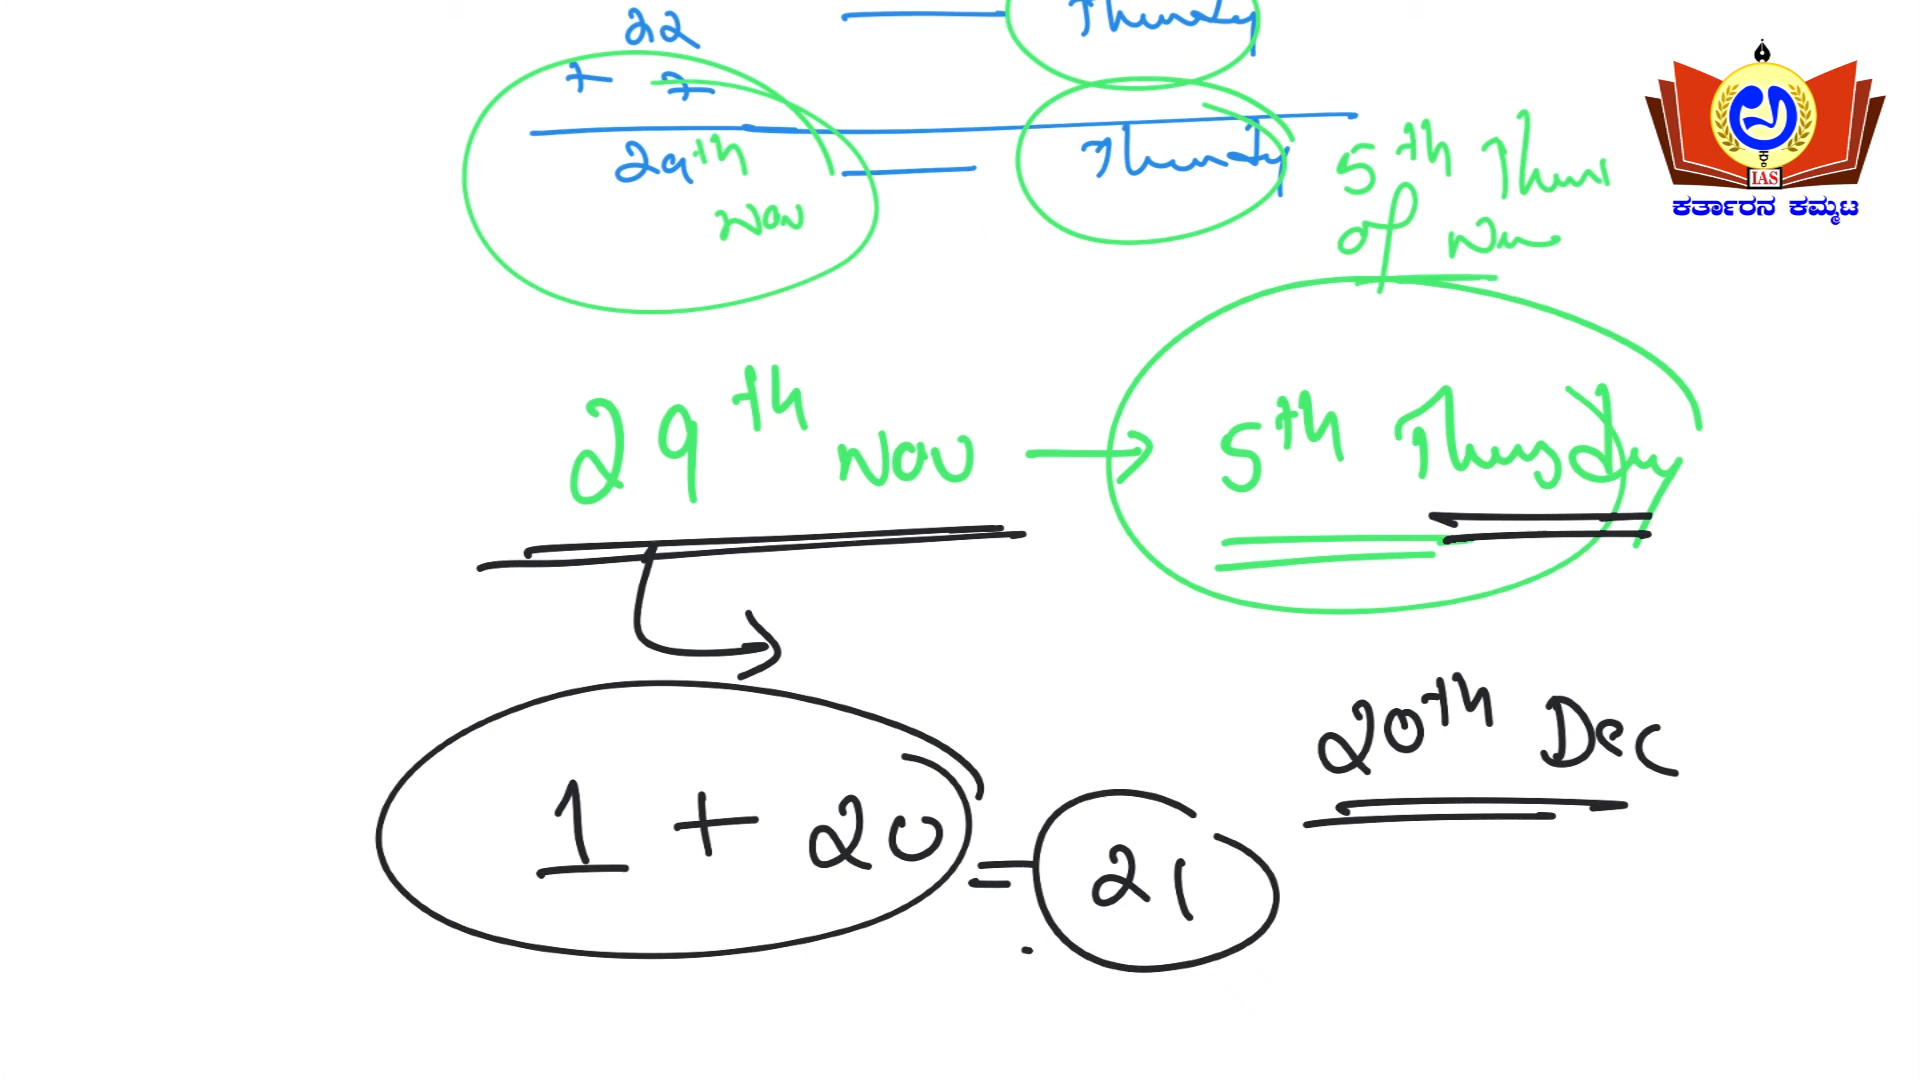 22 — Thursday
+ 7
29th — Thursday
Nov
5th Thurs
of Nov
29th Nov → 5th Thursday
20th Dec
1 + 20 = 21
IAS
ಕರ್ತಾರನ ಕಮ್ಮಟ